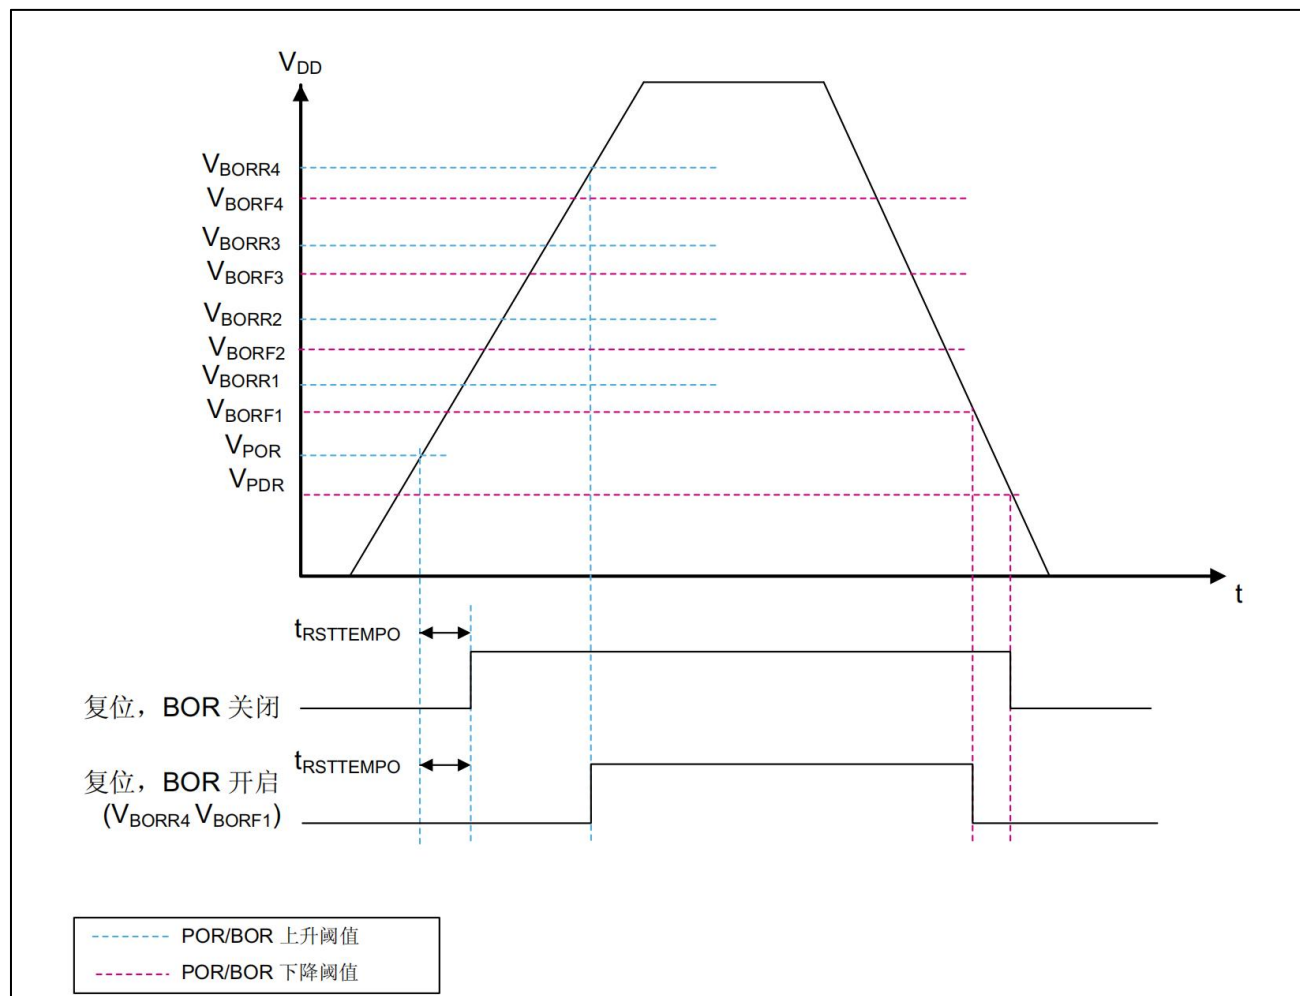 VDD
VBORR4
VBORF4
VBORR3
VBORF3
VBORR2
VBORF2
VBORR1
VBORF1
VPOR
VPDR
t
tRSTTEMPO
复位，BOR 关闭
tRSTTEMPO
复位，BOR 开启
(VBORR4 VBORF1)
POR/BOR 上升阈值
POR/BOR 下降阈值